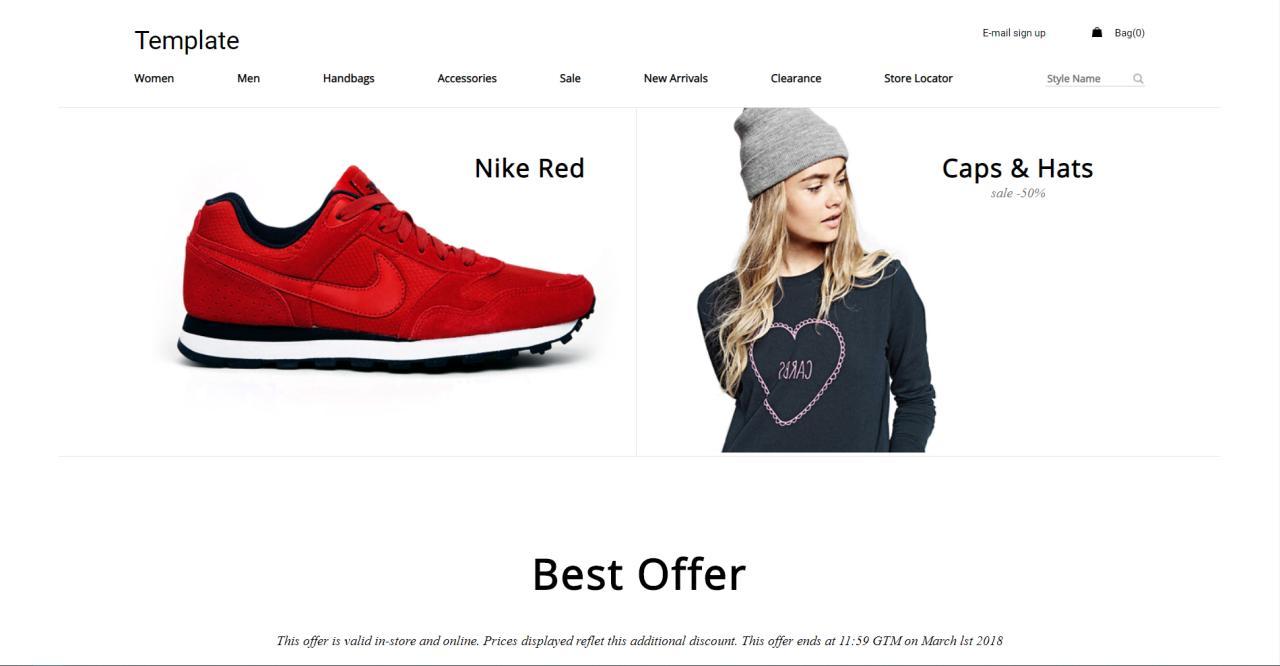 Template
E-mail sign up
Bag(0)
Women Men Handbags Accessories Sale New Arrivals Clearance Store Locator Style Name
Nike Red
Caps & Hats
sale -50%
Best Offer
This offer is valid in-store and online. Prices displayed reflet this additional discount. This offer ends at 11:59 GTM on March lst 2018